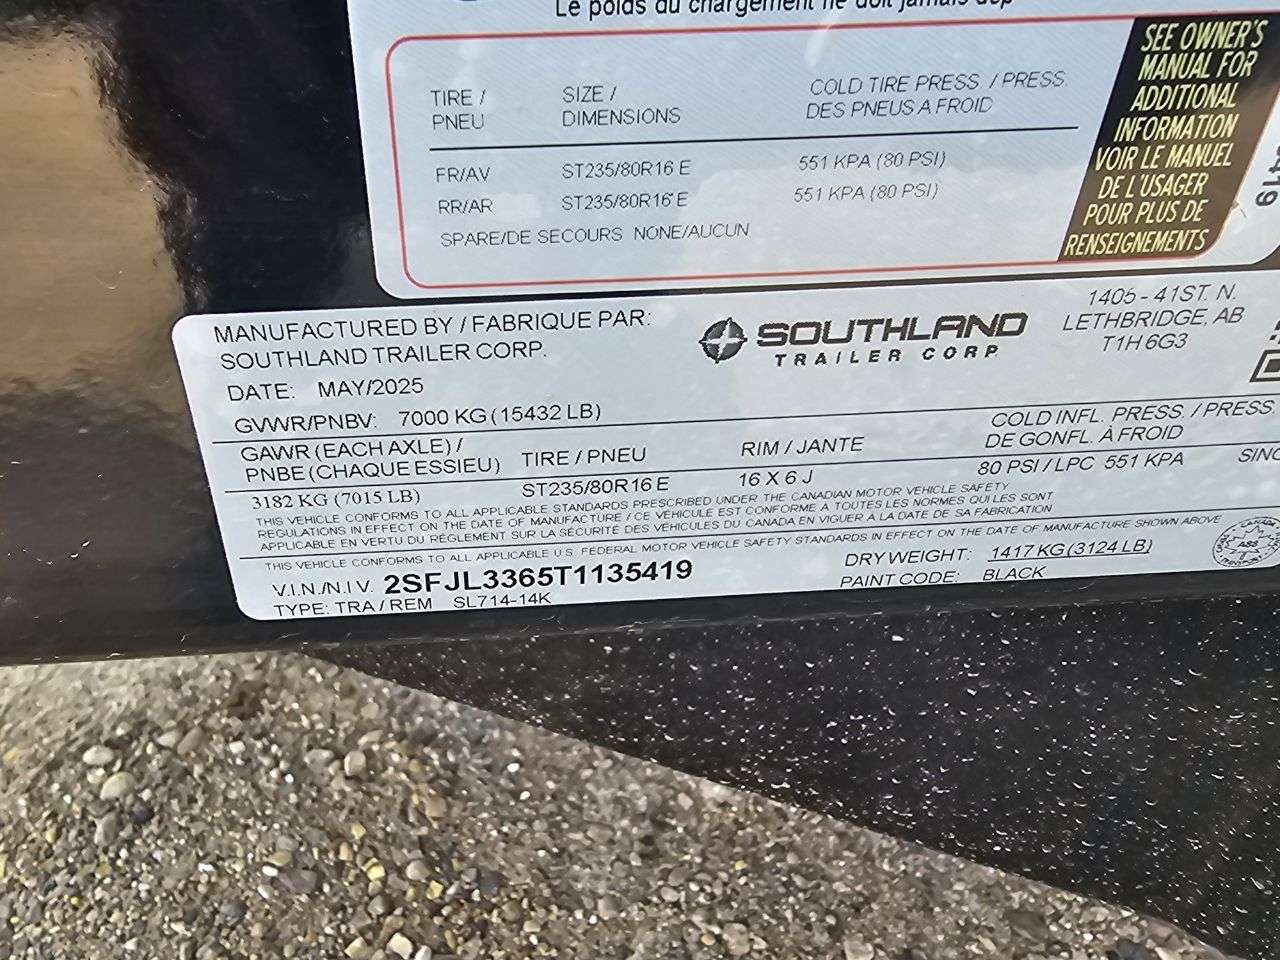 Le poids du chargement ne doit jamais dép
TIRE / PNEU SIZE / DIMENSIONS COLD TIRE PRESS. / PRESS. DES PNEUS A FROID
FR/AV ST235/80R16 E 551 KPA (80 PSI)
RR/AR ST235/80R16 E 551 KPA (80 PSI)
SPARE/DE SECOURS NONE/AUCUN
SEE OWNER'S
MANUAL FOR
ADDITIONAL
INFORMATION
VOIR LE MANUEL
DE L'USAGER
POUR PLUS DE
RENSEIGNEMENTS
5419
MANUFACTURED BY / FABRIQUE PAR:
SOUTHLAND TRAILER CORP.
SOUTHLAND
TRAILER CORP
1405 - 41ST. N.
LETHBRIDGE, AB
T1H 6G3
DATE: MAY/2025
GVWR/PNBV: 7000 KG (15432 LB)
GAWR (EACH AXLE) / PNBE (CHAQUE ESSIEU) TIRE / PNEU RIM / JANTE COLD INFL. PRESS. / PRESS. DE GONFL. À FROID
3182 KG (7015 LB) ST235/80R16 E 16 X 6 J 80 PSI / LPC 551 KPA SING
THIS VEHICLE CONFORMS TO ALL APPLICABLE STANDARDS PRESCRIBED UNDER THE CANADIAN MOTOR VEHICLE SAFETY
REGULATIONS IN EFFECT ON THE DATE OF MANUFACTURE / CE VÉHICULE EST CONFORME A TOUTES LES NORMES QUI LES SONT
APPLICABLE EN VERTU DU RÉGLEMENT SUR LA SECURITÉ DES VÉHICULES DU CANADA EN VIGUER A LA DATE DE SA FABRICATION
THIS VEHICLE CONFORMS TO ALL APPLICABLE U.S. FEDERAL MOTOR VEHICLE SAFETY STANDARDS IN EFFECT ON THE DATE OF MANUFACTURE SHOWN ABOVE
V.I.N./N.I.V. 2SFJL3365T1135419 DRY WEIGHT: 1417 KG (3124 LB)
TYPE: TRA / REM SL714-14K PAINT CODE: BLACK
CANADA